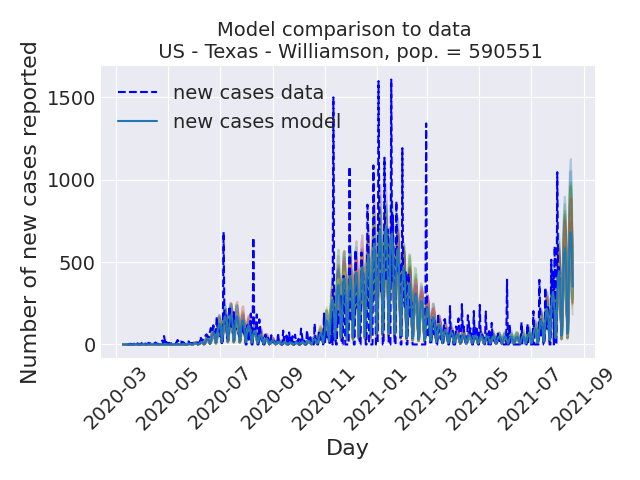 Model comparison to data
US - Texas - Williamson, pop. = 590551
Number of new cases reported
1500
1000
500
0
new cases data
new cases model
2020-03
2020-05
2020-07
2020-09
2020-11
2021-01
2021-03
2021-05
2021-07
2021-09
Day